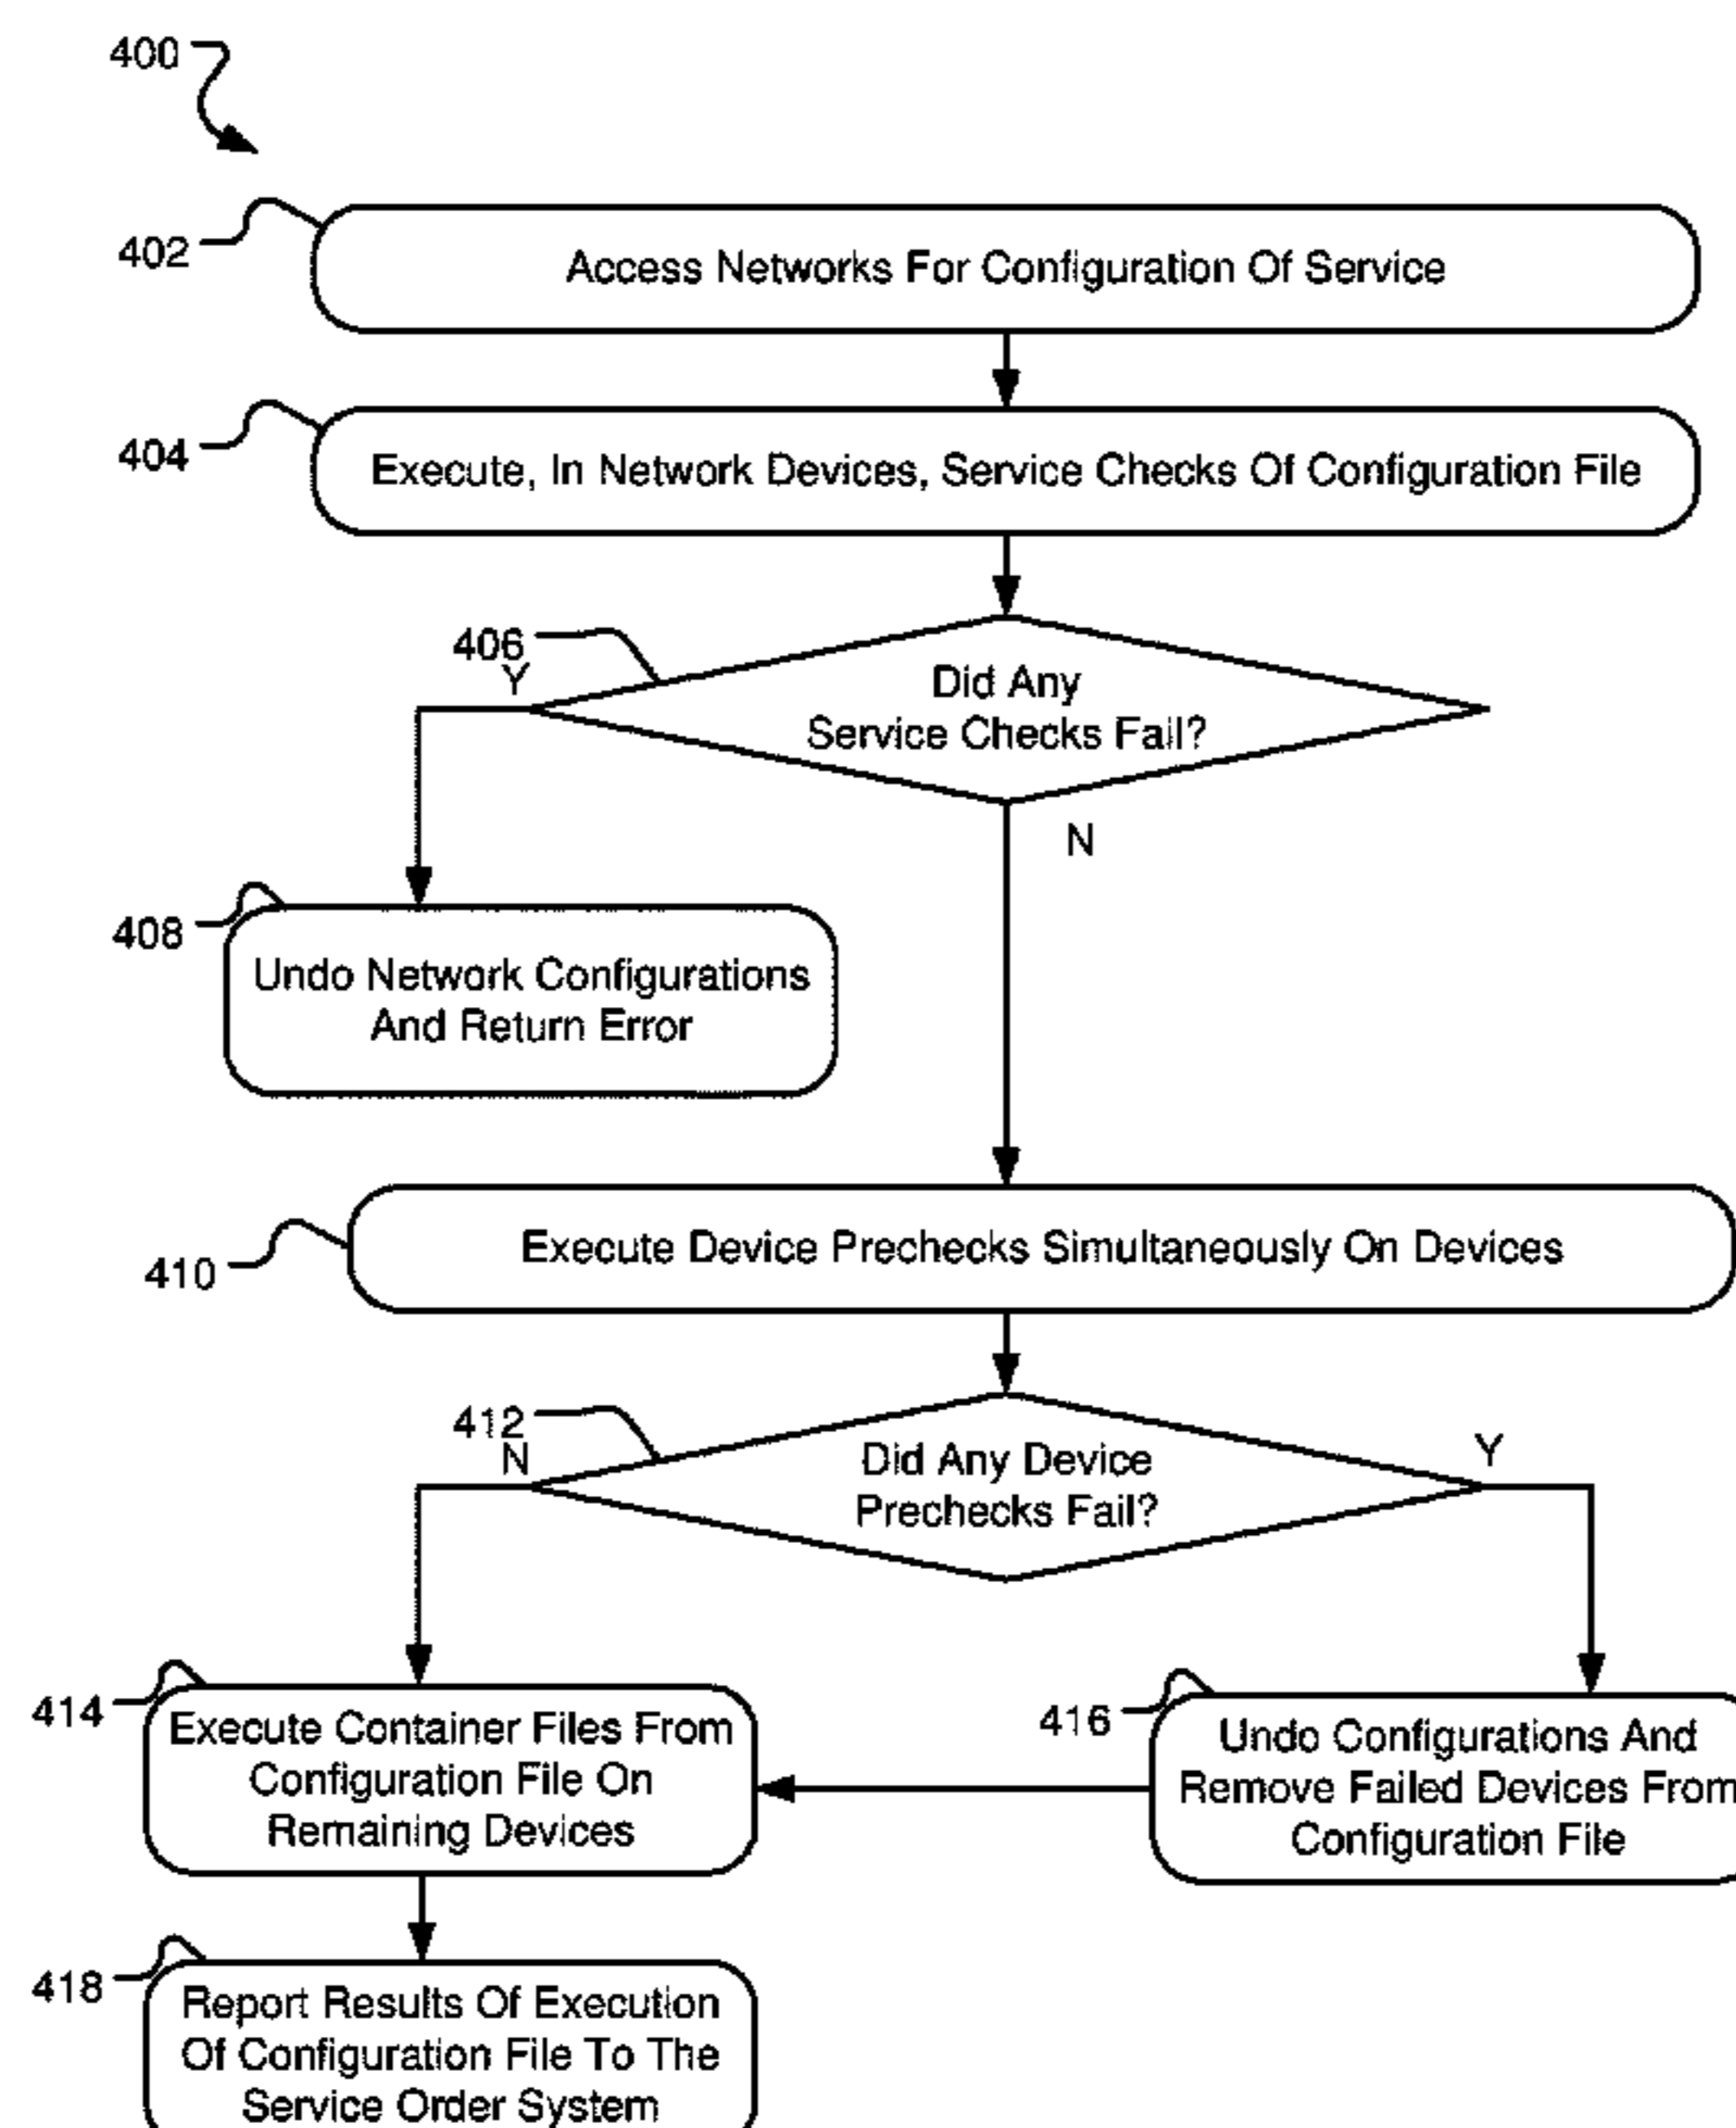 400
402
Access Networks For Configuration Of Service
404
Execute, In Network Devices, Service Checks Of Configuration File
406
Y
Did Any
Service Checks Fail?
N
408
Undo Network Configurations
And Return Error
410
Execute Device Prechecks Simultaneously On Devices
412
N
Did Any Device
Prechecks Fail?
Y
414
Execute Container Files From
Configuration File On
Remaining Devices
416
Undo Configurations And
Remove Failed Devices From
Configuration File
418
Report Results Of Execution
Of Configuration File To The
Service Order System